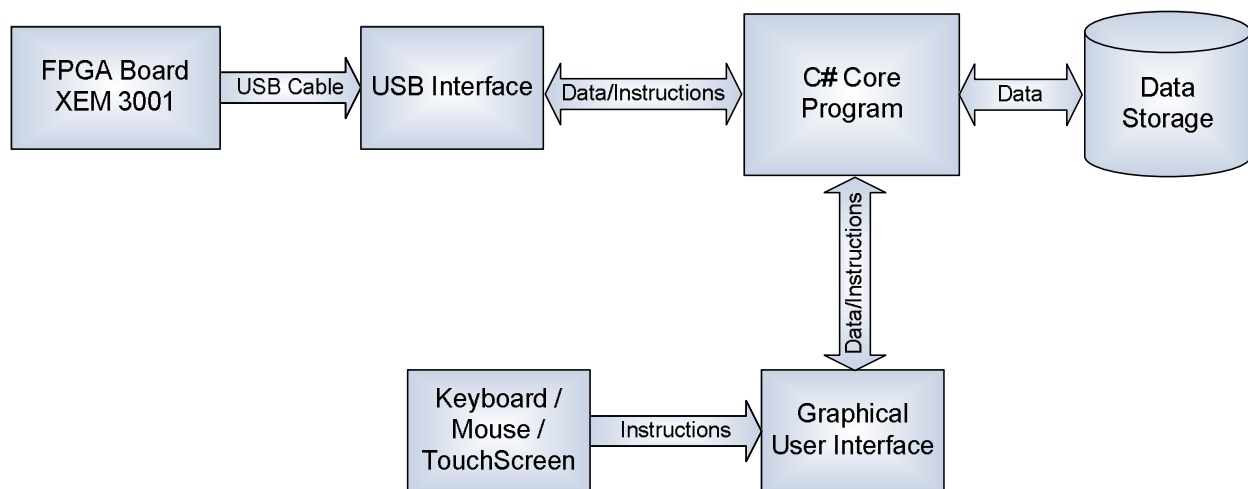 FPGA Board
XEM 3001
USB Cable
USB Interface
Data/Instructions
C# Core
Program
Data
Data
Storage
Data/Instructions
Keyboard /
Mouse /
TouchScreen
Instructions
Graphical
User Interface